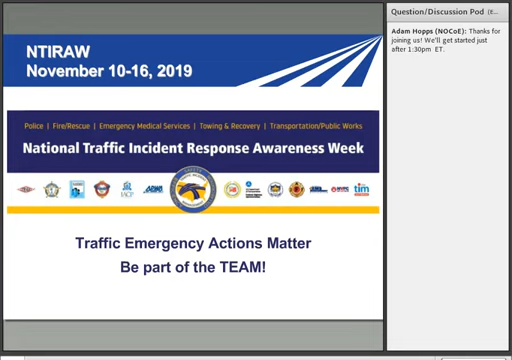 NTIRAW
November 10-16, 2019
Police | Fire/Rescue | Emergency Medical Services | Towing & Recovery | Transportation/Public Works
National Traffic Incident Response Awareness Week
IACP
tim
Traffic Emergency Actions Matter
Be part of the TEAM!
Question/Discussion Pod
Adam Hopps (NOCoE): Thanks for
joining us! We'll get started just
after 1:30pm ET.